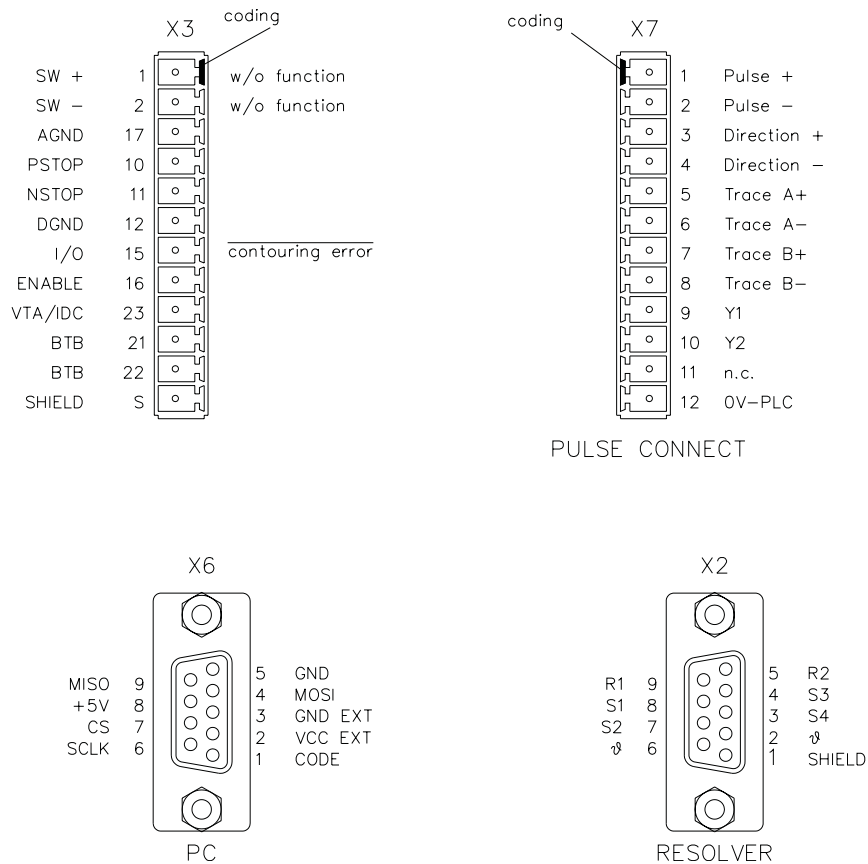 coding
X3
SW + 1 w/o function
SW - 2 w/o function
AGND 17
PSTOP 10
NSTOP 11
DGND 12
I/O 15 contouring error
ENABLE 16
VTA/IDC 23
BTB 21
BTB 22
SHIELD S
coding
X7
1 Pulse +
2 Pulse -
3 Direction +
4 Direction -
5 Trace A+
6 Trace A-
7 Trace B+
8 Trace B-
9 Y1
10 Y2
11 n.c.
12 0V-PLC
PULSE CONNECT
X6
MISO 9
+5V 8
CS 7
SCLK 6
5 GND
4 MOSI
3 GND EXT
2 VCC EXT
1 CODE
PC
X2
R1 9
S1 8
S2 7
ϑ 6
5 R2
4 S3
3 S4
2 ϑ
1 SHIELD
RESOLVER